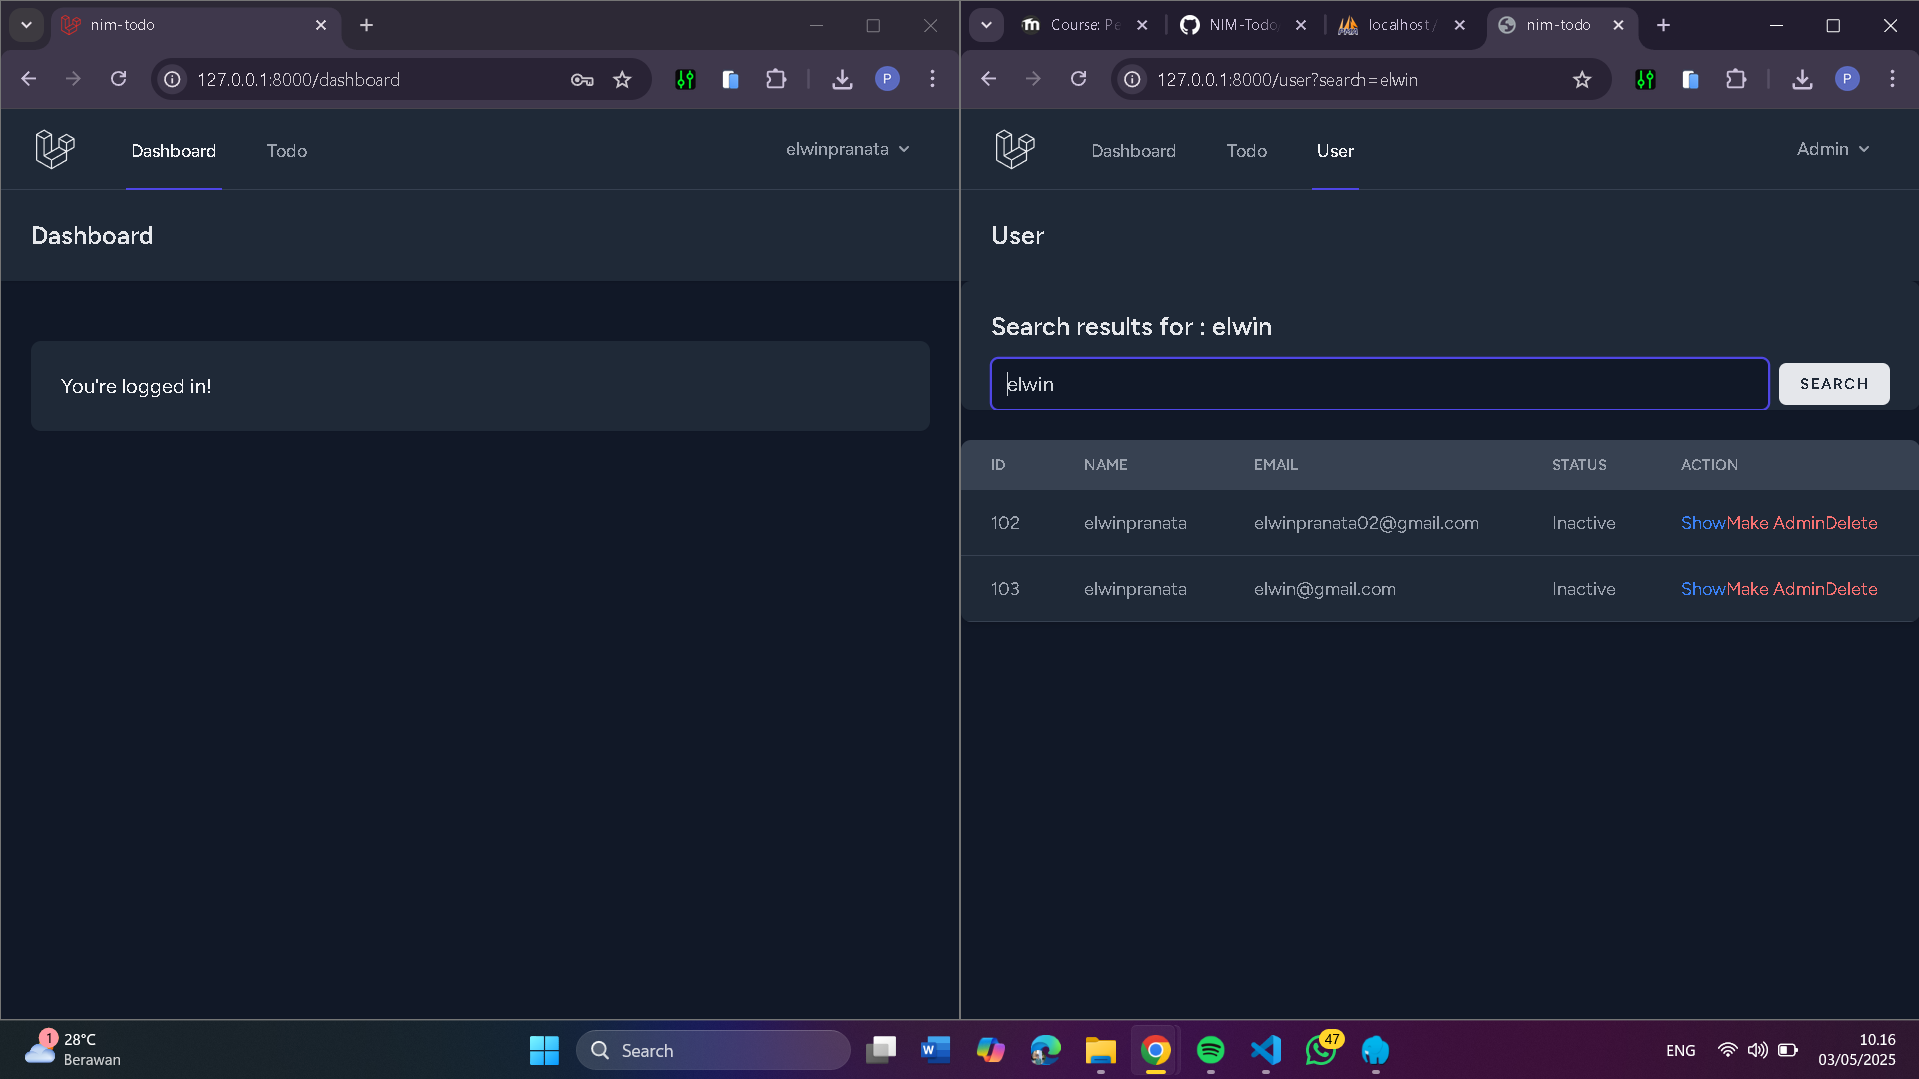 nim-todo
127.0.0.1:8000/dashboard
P
Dashboard
Todo
elwinpranata
Dashboard
You're logged in!
Course: Pe
NIM-Todo
localhost /
nim-todo
127.0.0.1:8000/user?search=elwin
P
Dashboard
Todo
User
Admin
User
Search results for : elwin
elwin
SEARCH
ID NAME EMAIL STATUS ACTION
102 elwinpranata elwinpranata02@gmail.com Inactive ShowMake AdminDelete
103 elwinpranata elwin@gmail.com Inactive ShowMake AdminDelete
1
28°C
Berawan
Search
47
ENG
10.16
03/05/2025